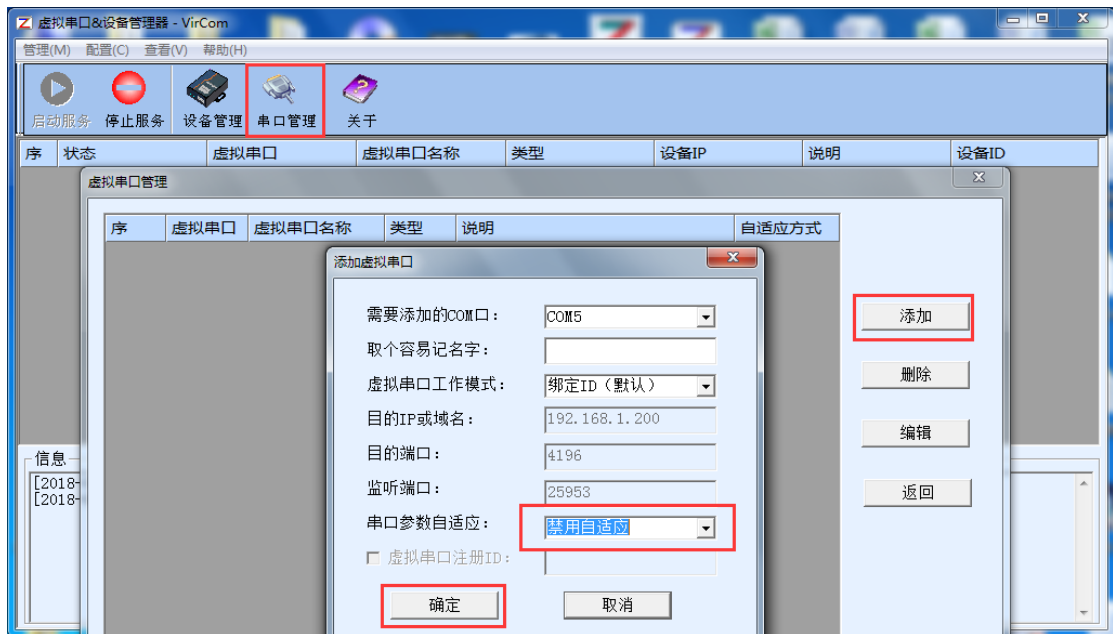 虚拟串口&设备管理器 - VirCom
管理(M) 配置(C) 查看(V) 帮助(H)
启动服务 停止服务 设备管理 串口管理 关于
序 状态 虚拟串口 虚拟串口名称 类型 设备IP 说明 设备ID
虚拟串口管理
序 虚拟串口 虚拟串口名称 类型 说明 自适应方式
添加虚拟串口
需要添加的COM口: COM5
添加
取个容易记名字:
虚拟串口工作模式: 绑定ID（默认）
删除
目的IP或域名: 192.168.1.200
目的端口: 4196
编辑
监听端口: 25953
返回
串口参数自适应: 禁用自适应
虚拟串口注册ID:
确定 取消
信息
[2018-
[2018-